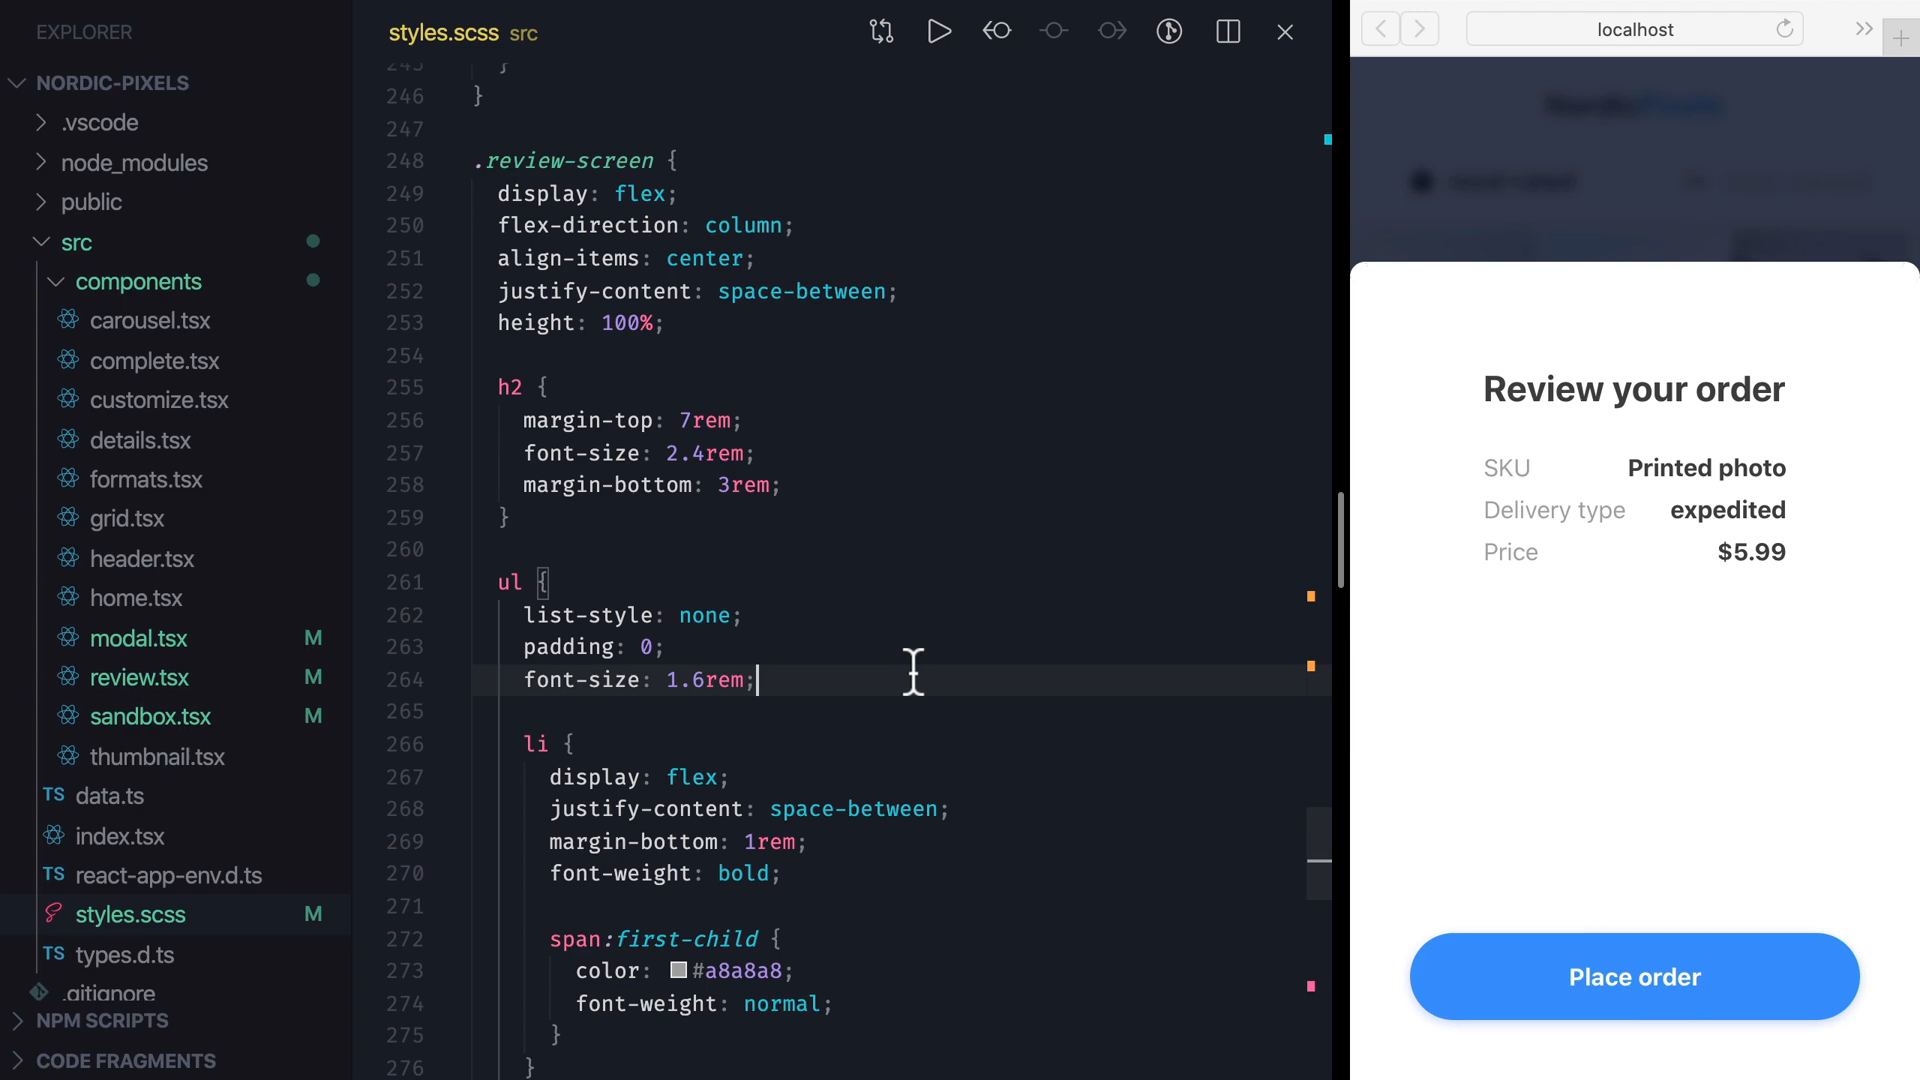 EXPLORER
NORDIC-PIXELS
.vscode
node_modules
public
src
components
carousel.tsx
complete.tsx
customize.tsx
details.tsx
formats.tsx
grid.tsx
header.tsx
home.tsx
modal.tsx M
review.tsx M
sandbox.tsx M
thumbnail.tsx
TS data.ts
index.tsx
TS react-app-env.d.ts
styles.scss M
TS types.d.ts
.gitignore
NPM SCRIPTS
CODE FRAGMENTS
styles.scss src
245 }
246 }
247
248 .review-screen {
249 display: flex;
250 flex-direction: column;
251 align-items: center;
252 justify-content: space-between;
253 height: 100%;
254
255 h2 {
256 margin-top: 7rem;
257 font-size: 2.4rem;
258 margin-bottom: 3rem;
259 }
260
261 ul {
262 list-style: none;
263 padding: 0;
264 font-size: 1.6rem;
265
266 li {
267 display: flex;
268 justify-content: space-between;
269 margin-bottom: 1rem;
270 font-weight: bold;
271
272 span:first-child {
273 color: #a8a8a8;
274 font-weight: normal;
275 }
276 }
localhost
Review your order
SKU Printed photo
Delivery type expedited
Price $5.99
Place order